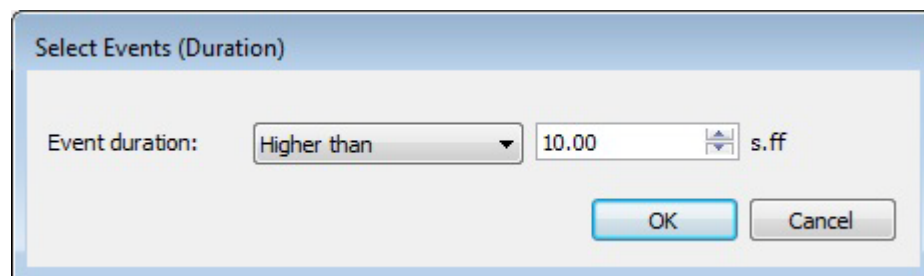 Select Events (Duration)
Event duration: Higher than 10.00 s.ff
OK Cancel